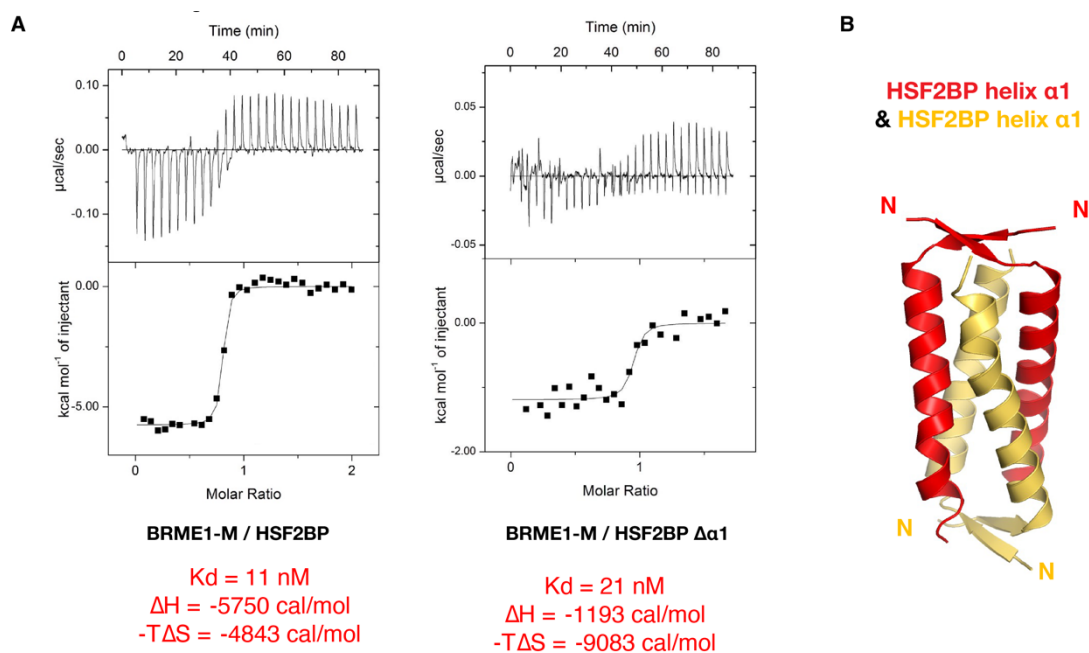 A
B
Time (min)
0 20 40 60 80
0.10
0.00
-0.10
µcal/sec
0.00
-5.00
kcal mol-1 of injectant
0 1 2
Molar Ratio
BRME1-M / HSF2BP
Kd = 11 nM
ΔH = -5750 cal/mol
-TΔS = -4843 cal/mol
Time (min)
0 20 40 60 80
0.05
0.00
-0.05
µcal/sec
0.00
-2.00
kcal mol-1 of injectant
0 1
Molar Ratio
BRME1-M / HSF2BP Δα1
Kd = 21 nM
ΔH = -1193 cal/mol
-TΔS = -9083 cal/mol
HSF2BP helix α1
& HSF2BP helix α1
N N
N
N